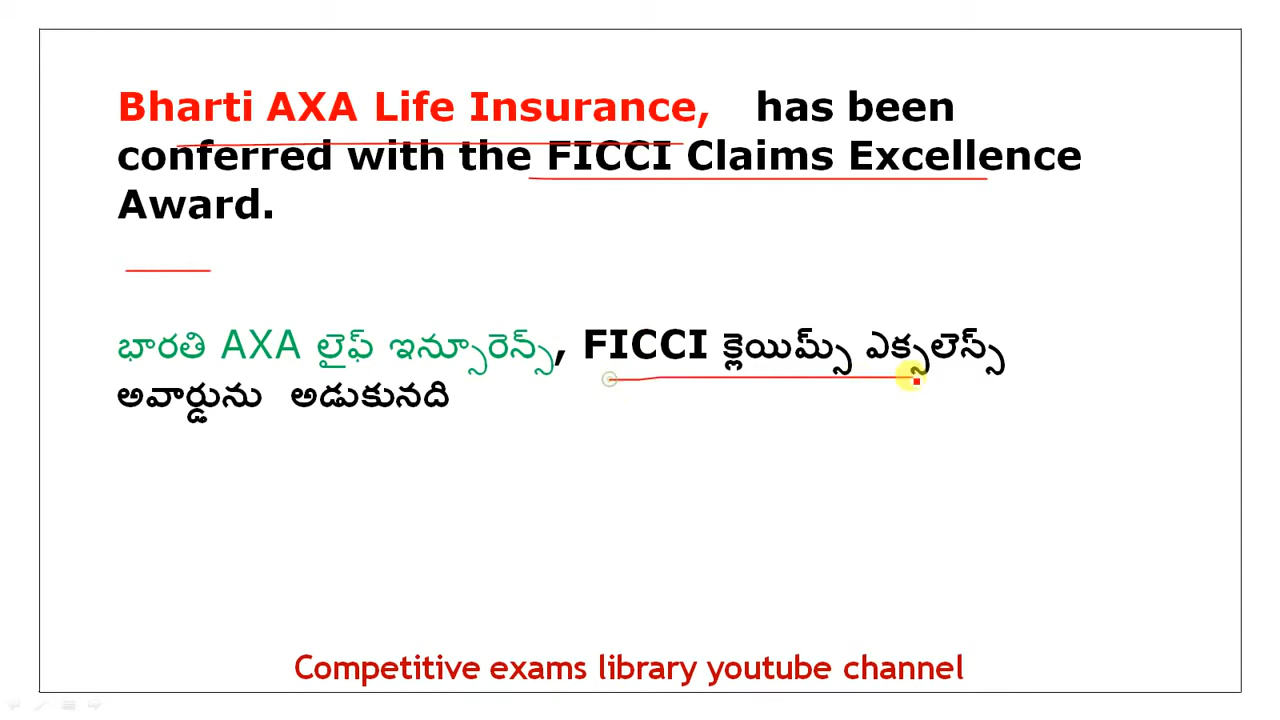 Bharti AXA Life Insurance, has been
conferred with the FICCI Claims Excellence
Award.
భారతి AXA లైఫ్ ఇన్సూరెన్స్, FICCI క్లెయిమ్స్ ఎక్సలెన్స్
అవార్డును అడుకునది
Competitive exams library youtube channel